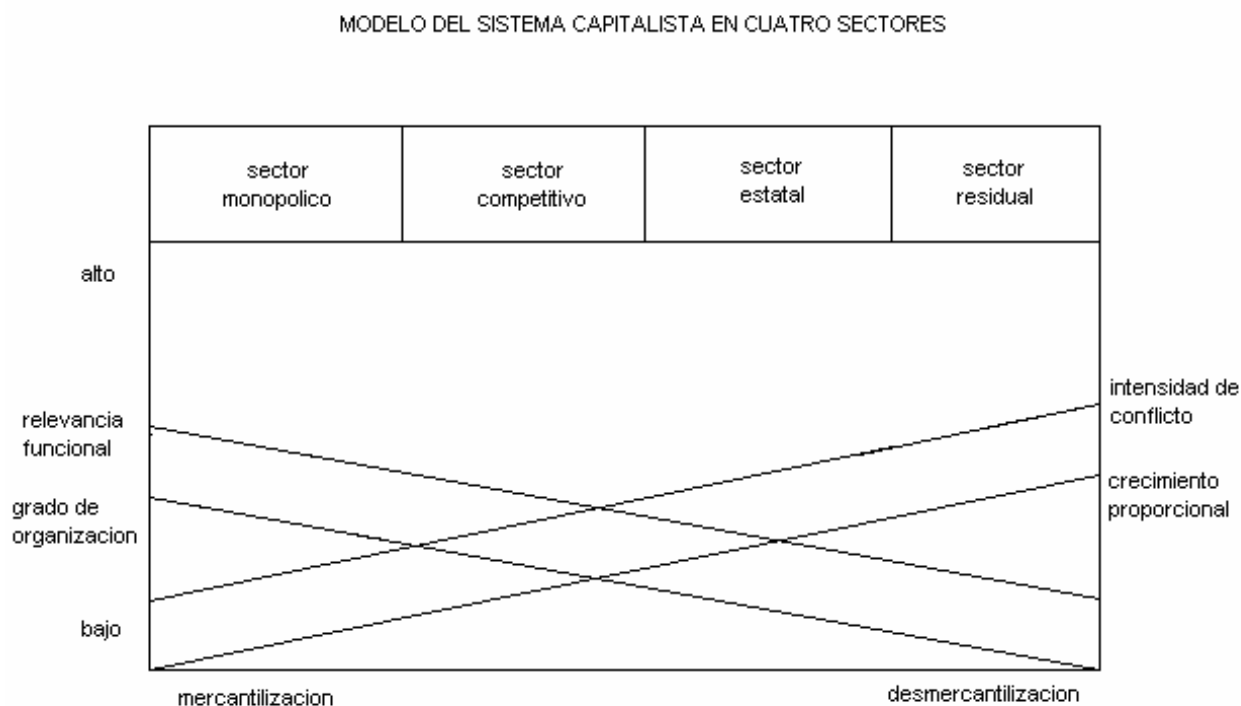 MODELO DEL SISTEMA CAPITALISTA EN CUATRO SECTORES
sector
monopolico
sector
competitivo
sector
estatal
sector
residual
alto
relevancia
funcional
grado de
organizacion
bajo
intensidad de
conflicto
crecimiento
proporcional
mercantilizacion
desmercantilizacion